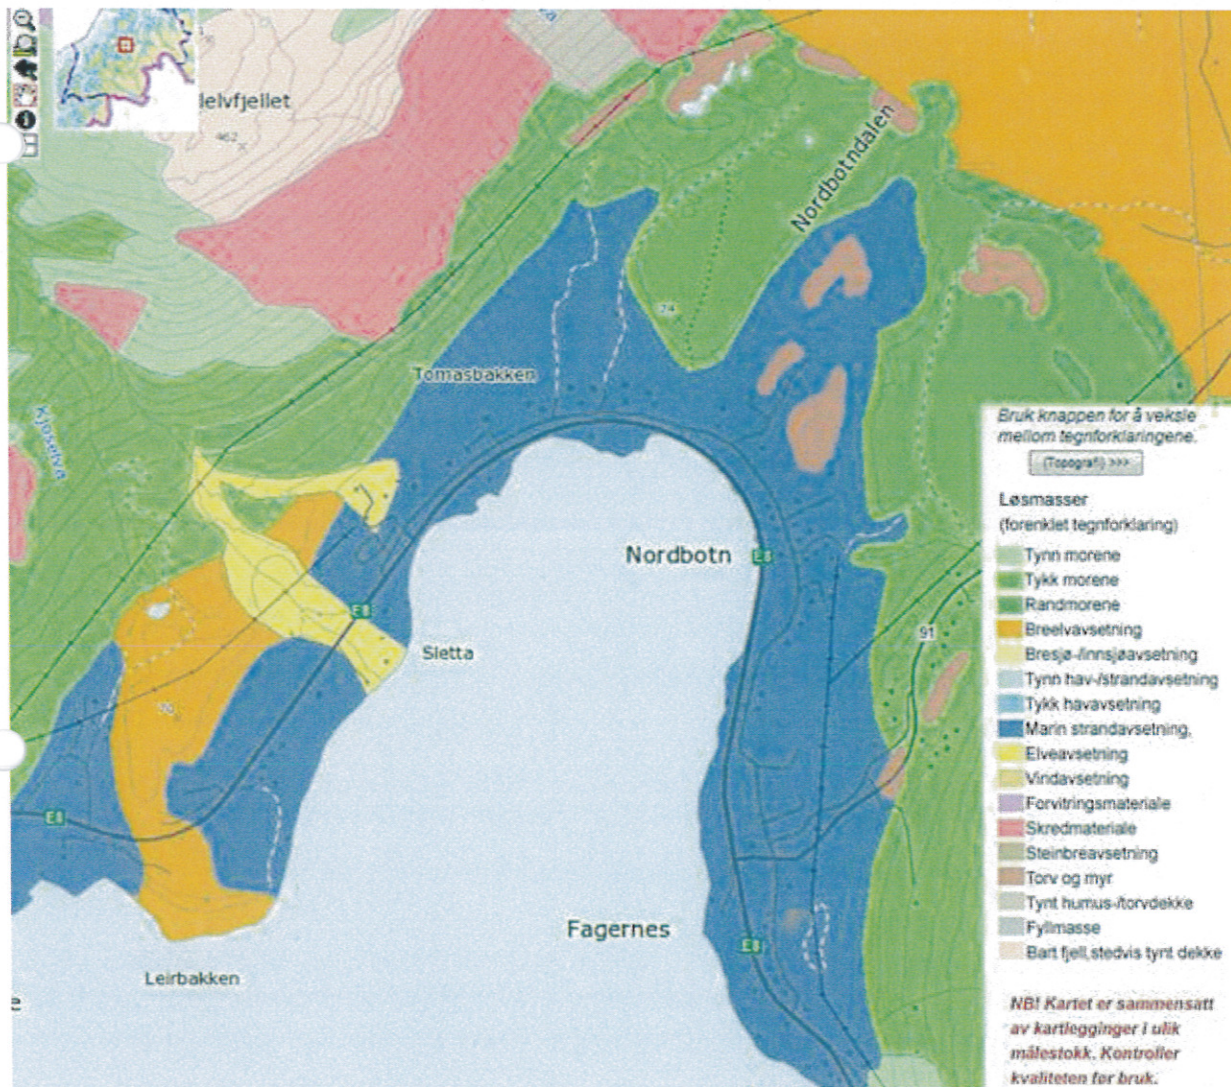 lelvfjellet
462
Nordbotndalen
74
Tomasbakken
Kjoselva
Nordbotn
E8
91
E8
Sletta
70
E8
Fagernes
E8
Leirbakken
e
Bruk knappen for å veksle
mellom tegnforklaringene.
(Topografi) >>>
Løsmasser
(forenklet tegnforklaring)
Tynn morene
Tykk morene
Randmorene
Breelvavsetning
Bresjø-/innsjøavsetning
Tynn hav-/strandavsetning
Tykk havavsetning
Marin strandavsetning,
Elveavsetning
Vindavsetning
Forvitringsmateriale
Skredmateriale
Steinbreavsetning
Torv og myr
Tynt humus-/torvdekke
Fyllmasse
Bart fjell,stedvis tynt dekke
NB! Kartet er sammensatt
av kartlegginger i ulik
målestokk. Kontroller
kvaliteten før bruk.